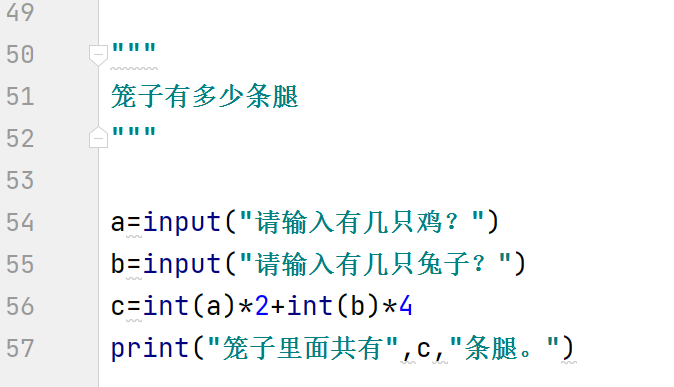 49
50 """
51 笼子有多少条腿
52 """
53
54 a=input("请输入有几只鸡？")
55 b=input("请输入有几只兔子？")
56 c=int(a)*2+int(b)*4
57 print("笼子里面共有",c,"条腿。")